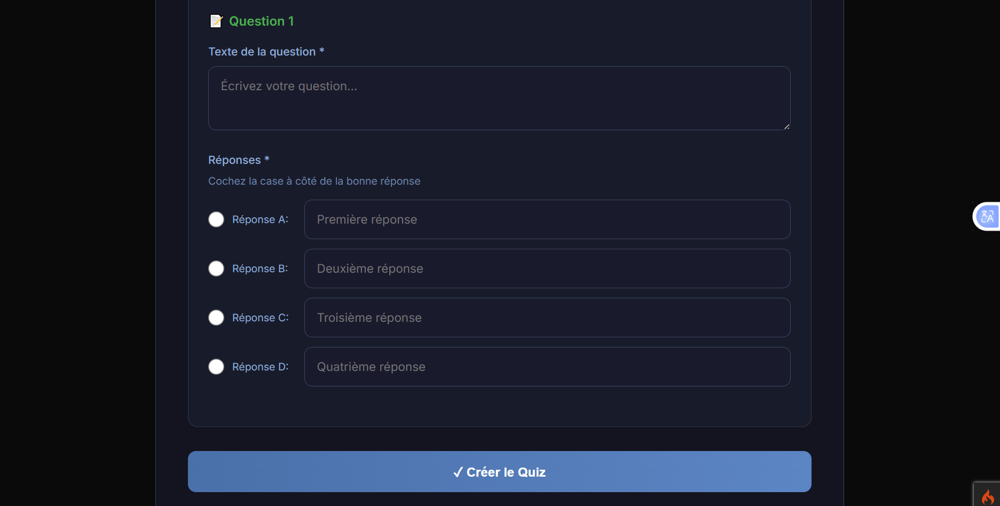 Question 1
Texte de la question *
Écrivez votre question...
Réponses *
Cochez la case à côté de la bonne réponse
Réponse A: Première réponse
Réponse B: Deuxième réponse
Réponse C: Troisième réponse
Réponse D: Quatrième réponse
✓ Créer le Quiz